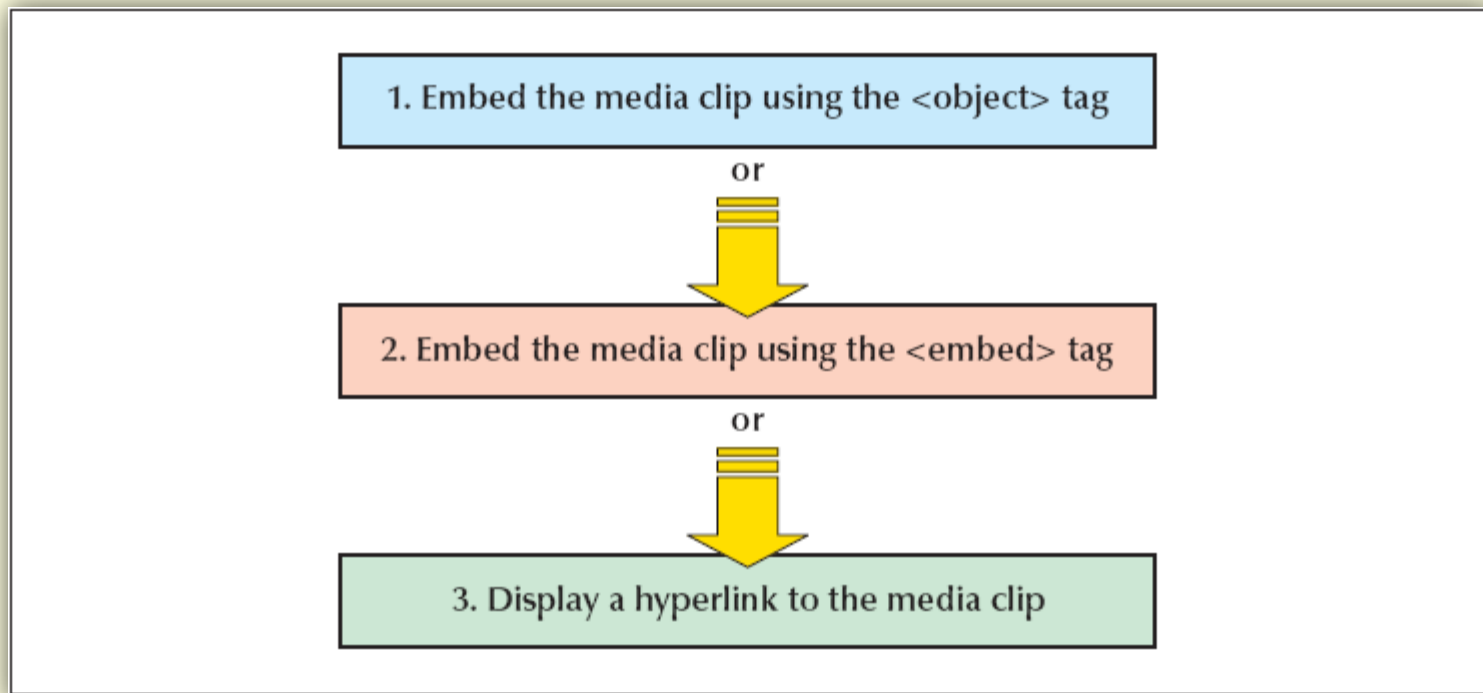 1. Embed the media clip using the <object> tag
or
2. Embed the media clip using the <embed> tag
or
3. Display a hyperlink to the media clip